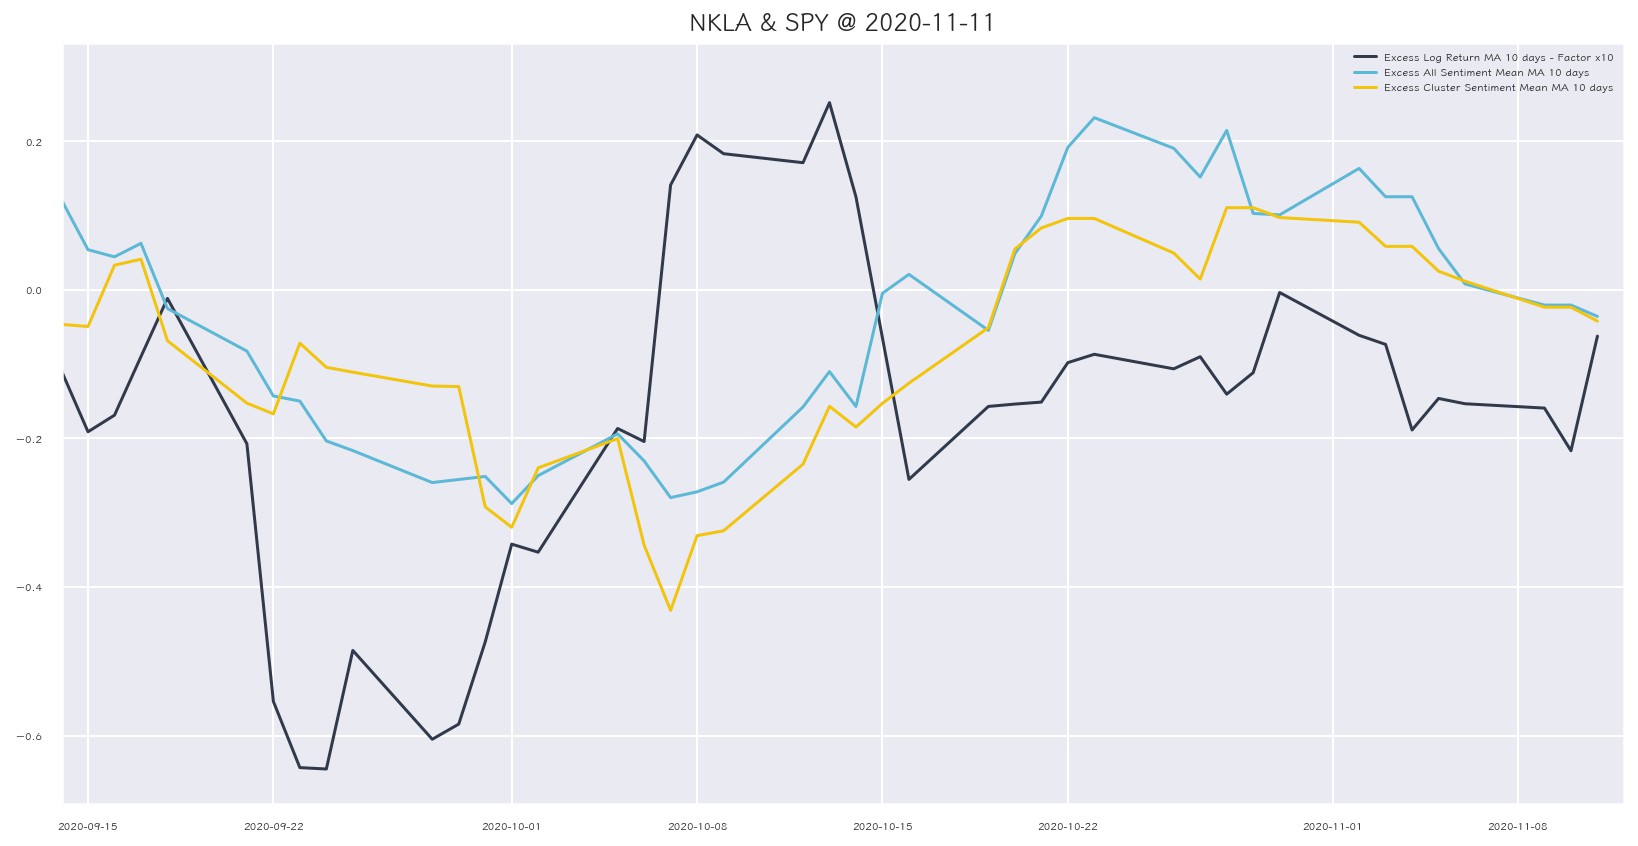 NKLA & SPY @ 2020-11-11
Excess Log Return MA 10 days - Factor x10
Excess All Sentiment Mean MA 10 days
Excess Cluster Sentiment Mean MA 10 days
0.2
0.0
−0.2
−0.4
−0.6
2020-09-15 2020-09-22 2020-10-01 2020-10-08 2020-10-15 2020-10-22 2020-11-01 2020-11-08